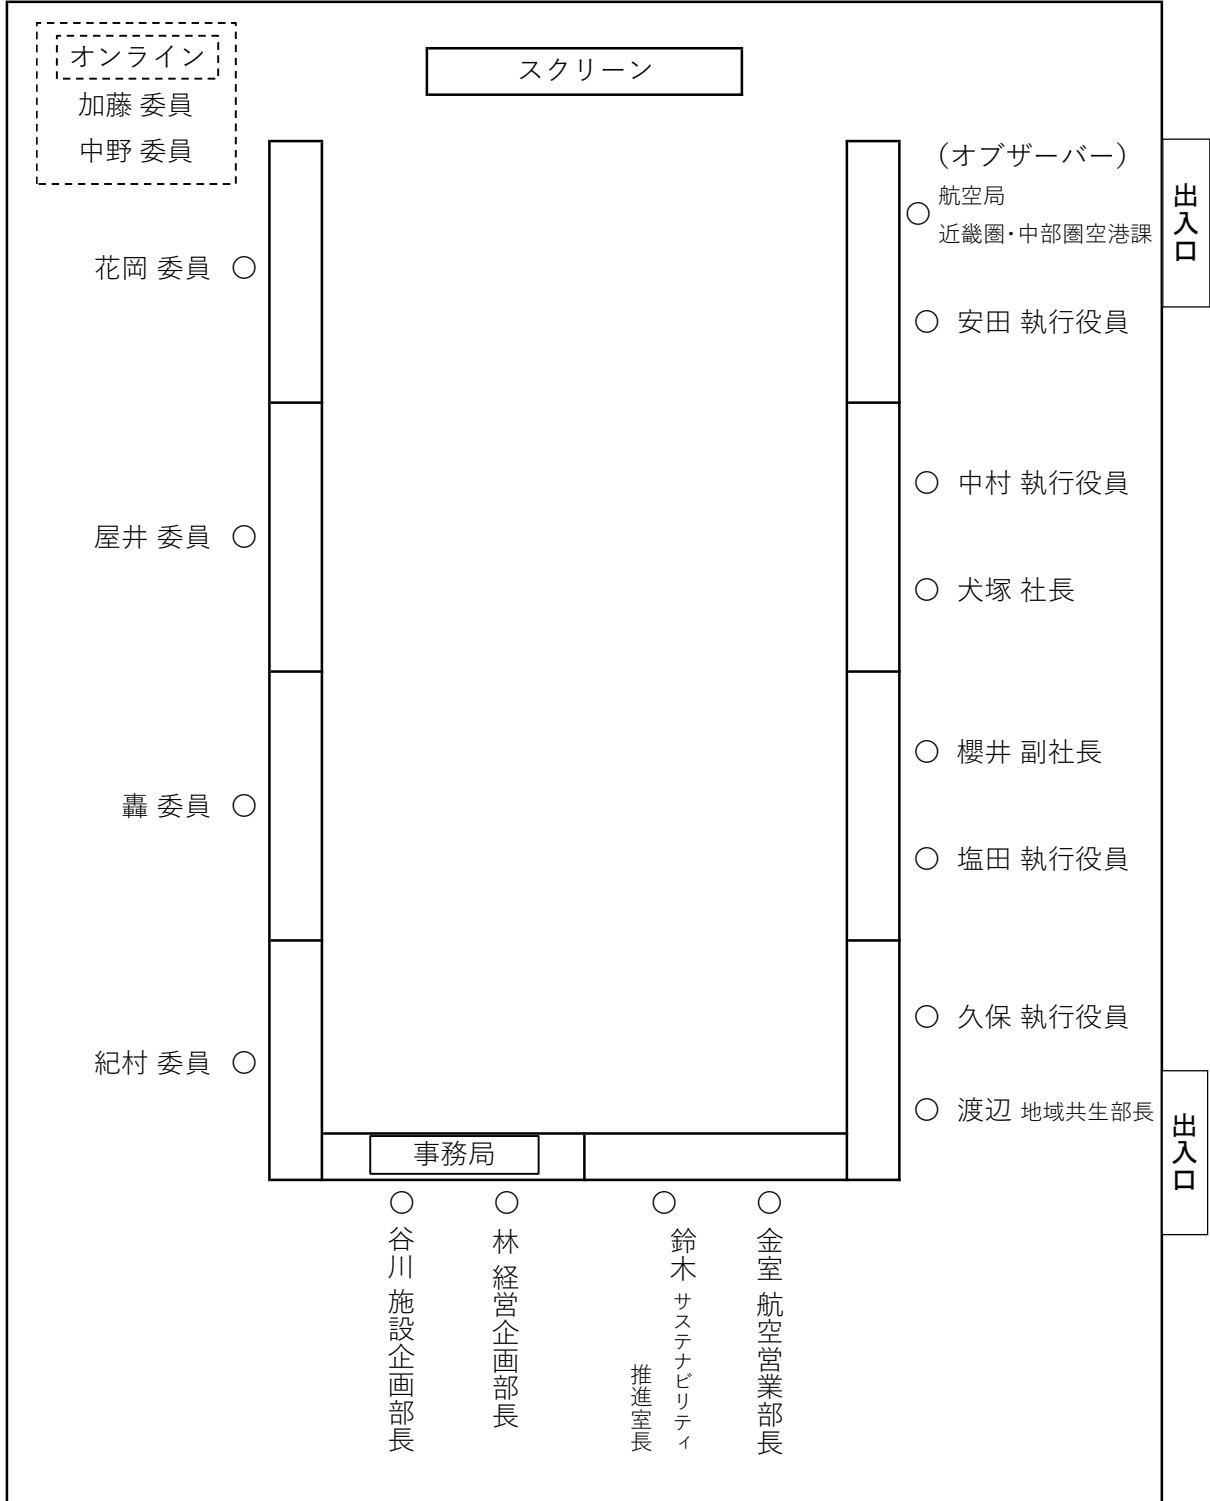 オンライン
加藤 委員
中野 委員
スクリーン
(オブザーバー)
航空局
近畿圏・中部圏空港課
出入口
花岡 委員 ○
○ 安田 執行役員
○ 中村 執行役員
屋井 委員 ○
○ 犬塚 社長
○ 櫻井 副社長
轟 委員 ○
○ 塩田 執行役員
○ 久保 執行役員
紀村 委員 ○
○ 渡辺 地域共生部長
出入口
事務局
谷川 施設企画部長
林 経営企画部長
鈴木 サステナビリティ
推進室長
金室 航空営業部長